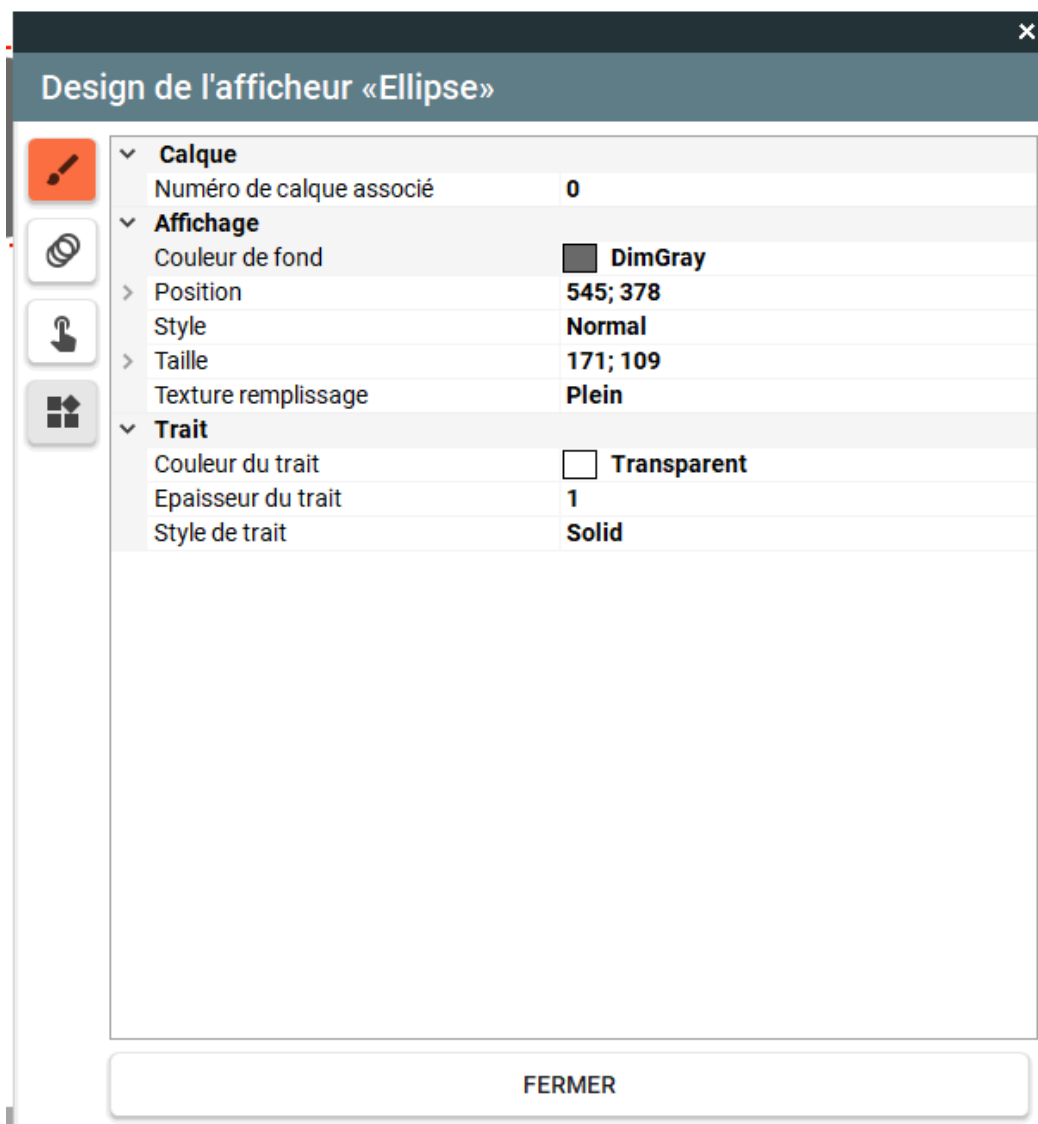 Design de l'afficheur «Ellipse»
Calque
Numéro de calque associé 0
Affichage
Couleur de fond DimGray
Position 545; 378
Style Normal
Taille 171; 109
Texture remplissage Plein
Trait
Couleur du trait Transparent
Epaisseur du trait 1
Style de trait Solid
FERMER